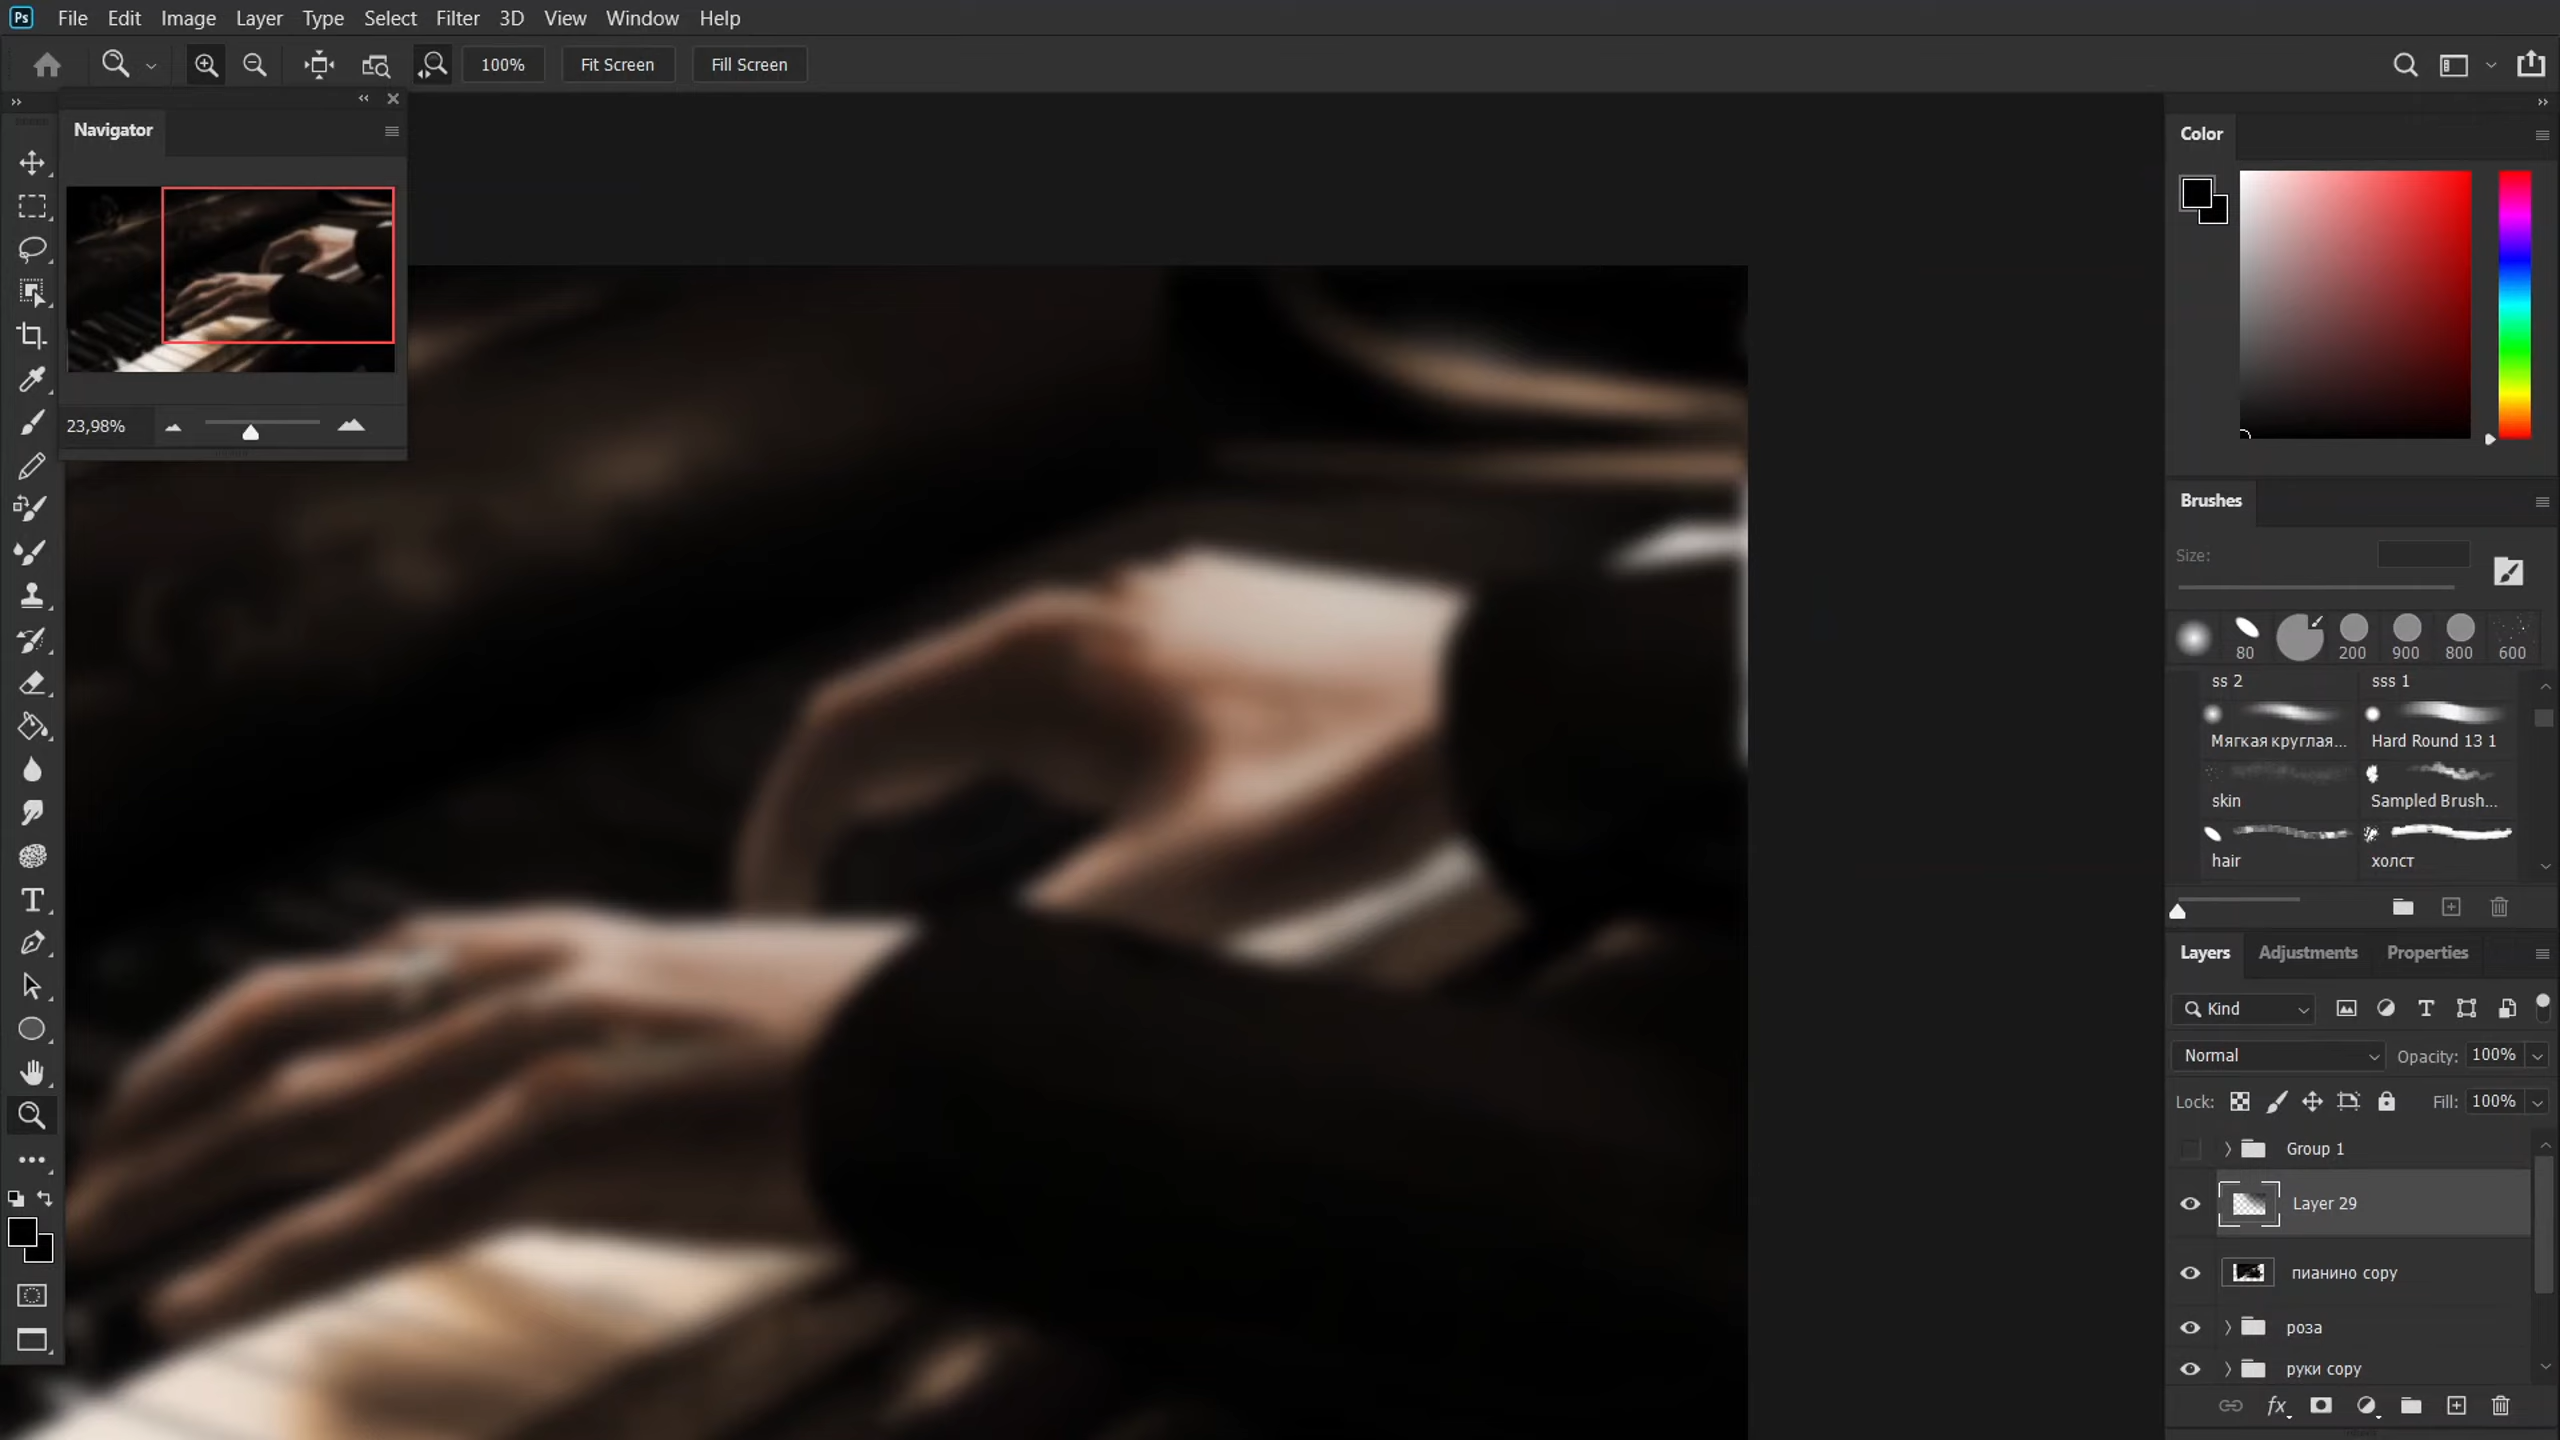 Ps File Edit Image Layer Type Select Filter 3D View Window Help
100% Fit Screen Fill Screen
Navigator
23,98%
Color
Brushes
Size:
80 200 900 800 600
ss 2 sss 1
Мягкая круглая... Hard Round 13 1
skin Sampled Brush...
hair холст
Layers Adjustments Properties
Kind
Normal Opacity: 100%
Lock: Fill: 100%
Group 1
Layer 29
пианино copy
роза
руки copy
fx